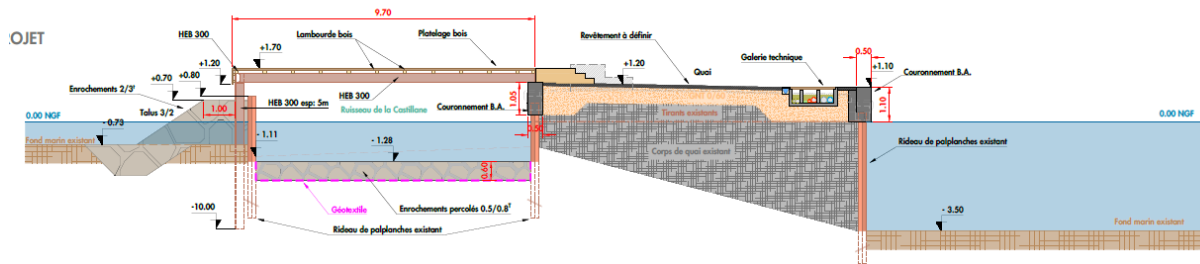 9.70
OJET
HEB 300
Lambourde bois
Platelage bois
Revêtement à définir
+1.70
+1.20
Galerie technique
0.50
+1.10
Couronnement B.A.
Enrochements 2/3ᵀ
+0.70
+0.80
+1.20
Quai
HEB 300
Talus 3/2
1.00
HEB 300 esp: 5m
Ruisseau de la Castillane
Couronnement B.A.
1.05
Tirants existants
1.10
0.00 NGF
0.00 NGF
- 0.73
0.50
Fond marin existant
- 1.11
- 1.28
Corps de quai existant
Rideau de palplanches existant
0.60
-10.00
Géotextile
Enrochements percolés 0.5/0.8ᵀ
- 3.50
Fond marin existant
Rideau de palplanches existant